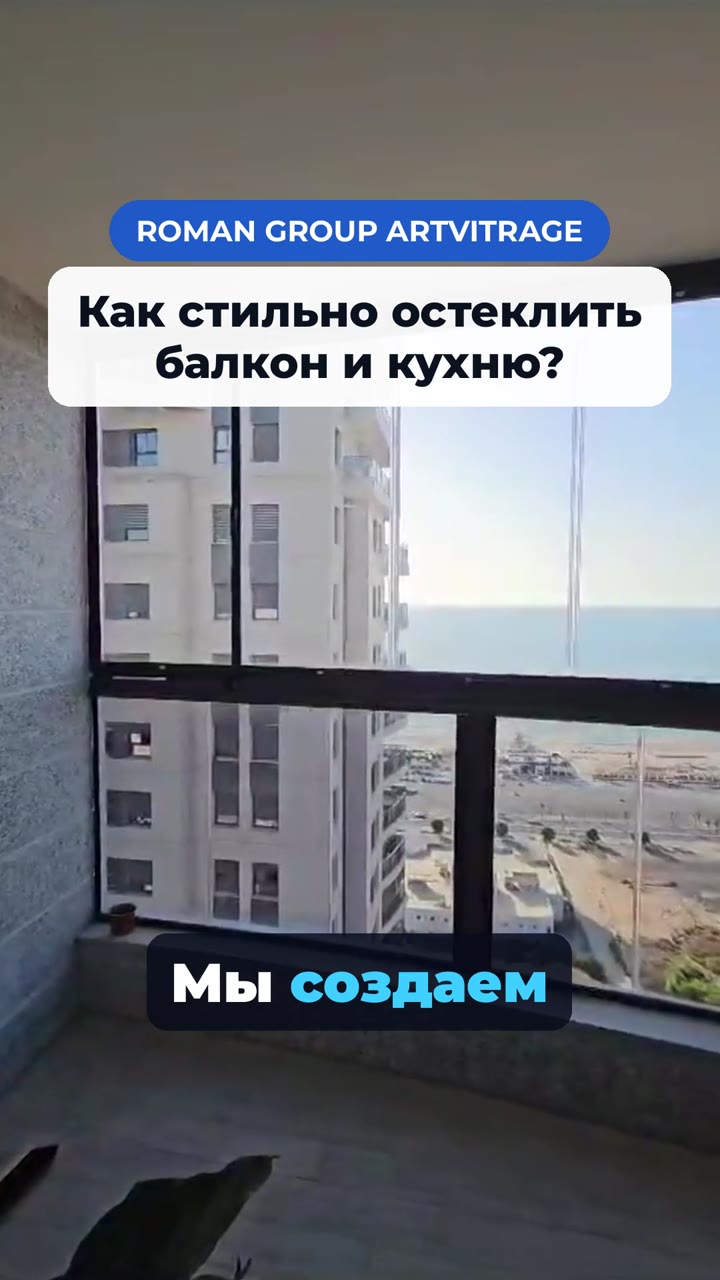 ROMAN GROUP ARTVITRAGE
Как стильно остеклить
балкон и кухню?
Мы создаем